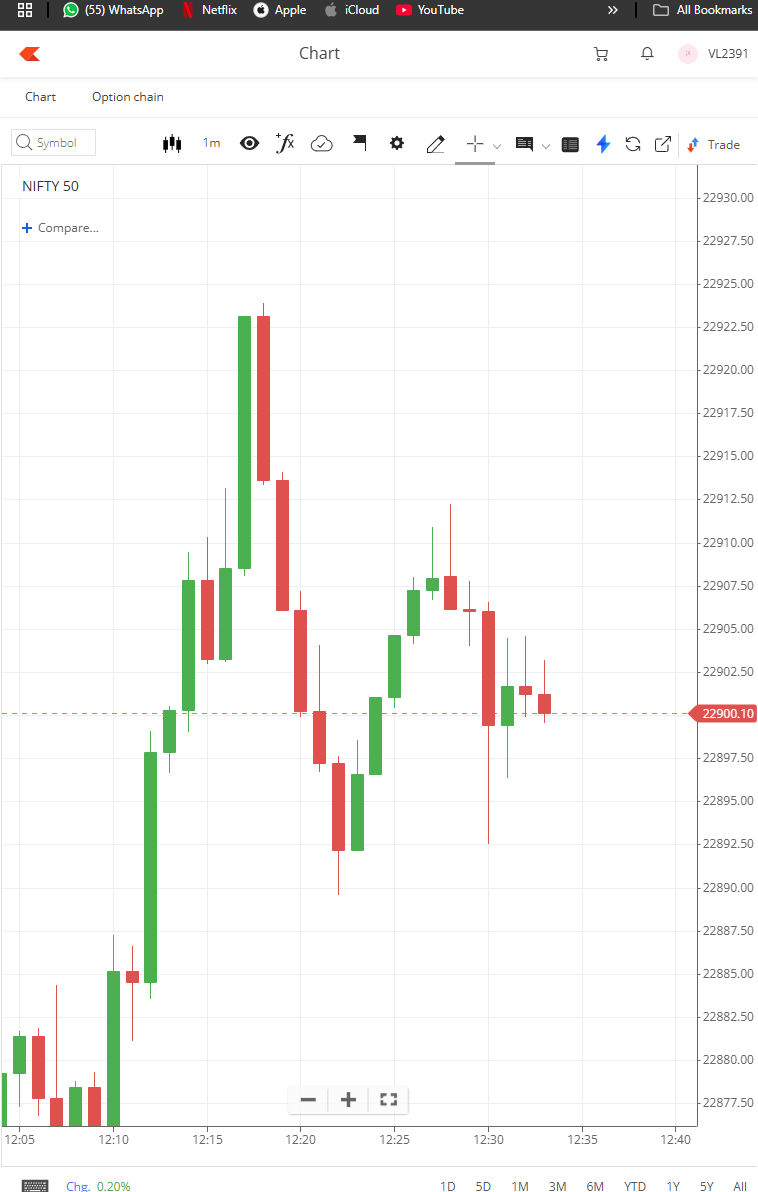 (55) WhatsApp Netflix Apple iCloud YouTube » All Bookmarks
Chart VL2391
Chart Option chain
Symbol 1m fx Trade
NIFTY 50
Compare...
22930.00
22927.50
22925.00
22922.50
22920.00
22917.50
22915.00
22912.50
22910.00
22907.50
22905.00
22902.50
22900.10
22897.50
22895.00
22892.50
22890.00
22887.50
22885.00
22882.50
22880.00
22877.50
12:05 12:10 12:15 12:20 12:25 12:30 12:35 12:40
Chg. 0.20% 1D 5D 1M 3M 6M YTD 1Y 5Y All